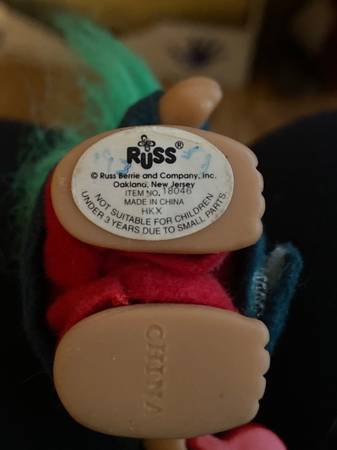 RUSS®
© Russ Berrie and Company, Inc.
Oakland, New Jersey
ITEM NO. 18046
MADE IN CHINA
HKX
NOT SUITABLE FOR CHILDREN
UNDER 3 YEARS DUE TO SMALL PARTS.
CHINA